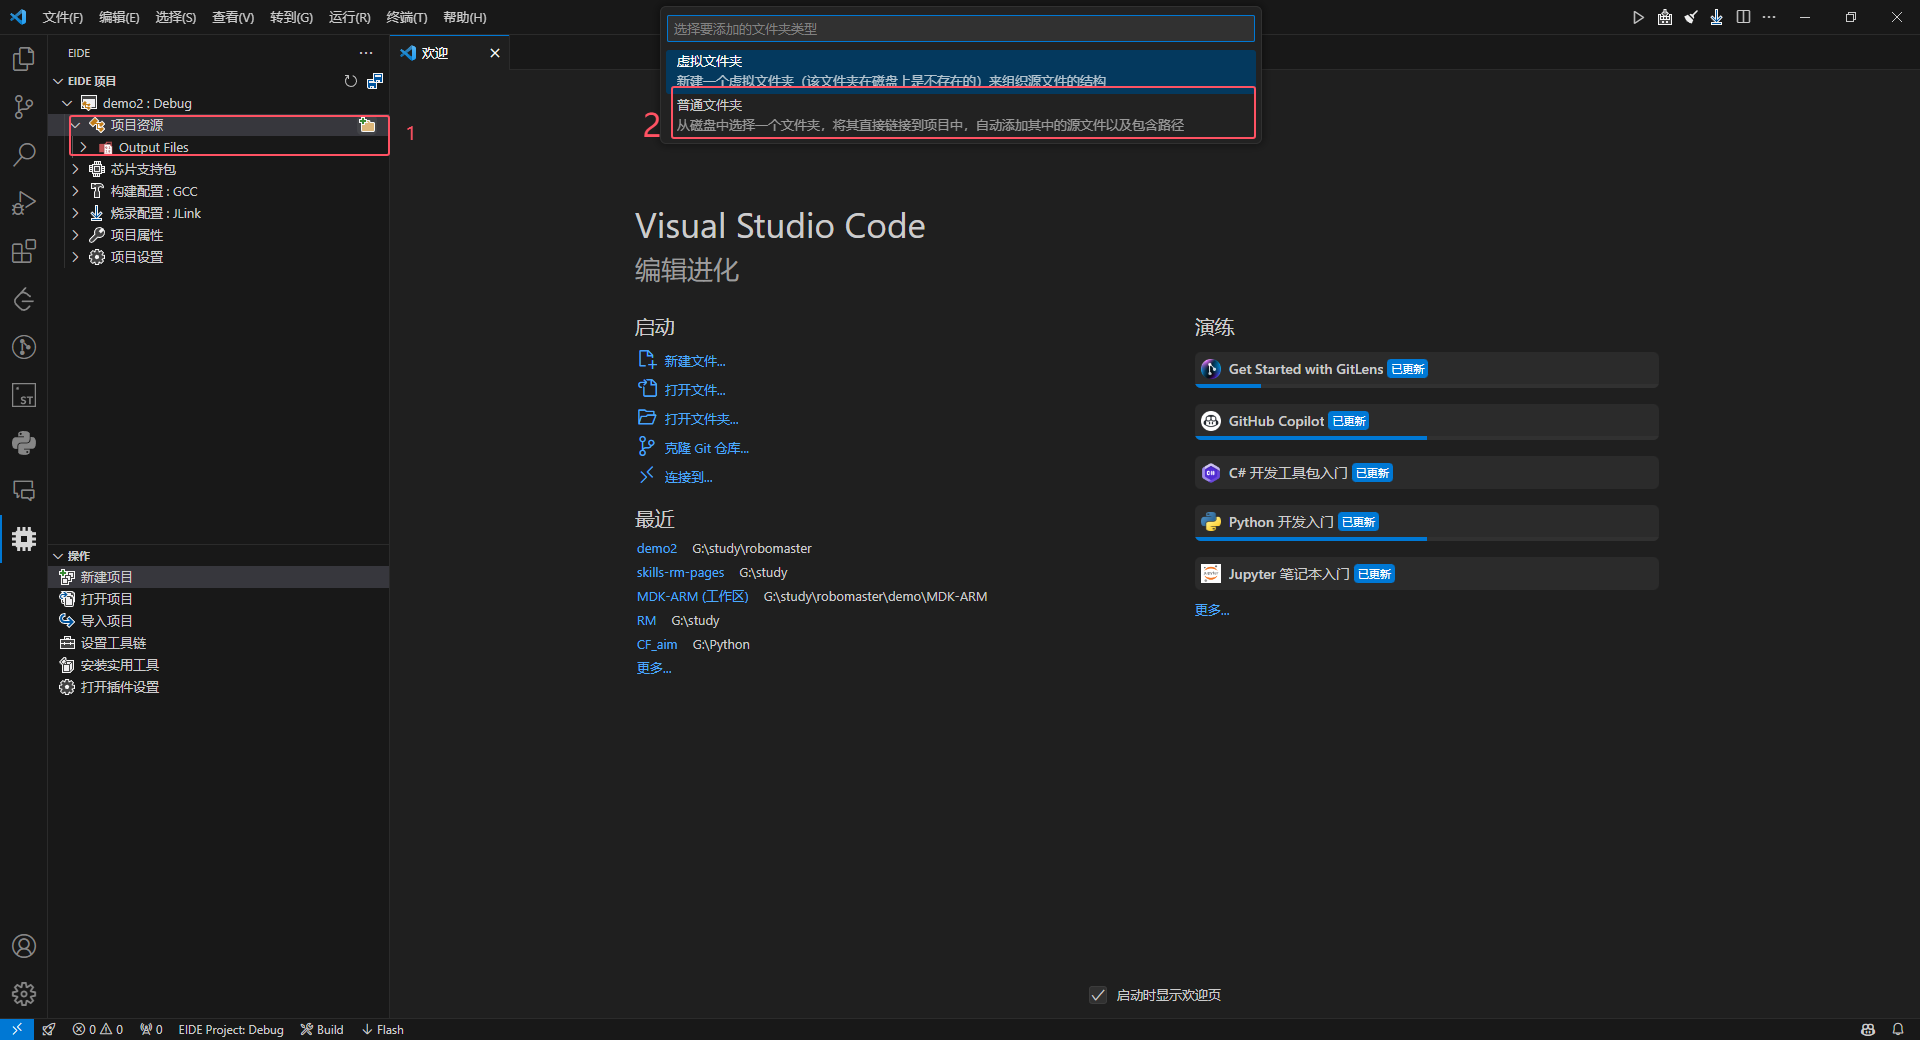 文件(F) 编辑(E) 选择(S) 查看(V) 转到(G) 运行(R) 终端(T) 帮助(H)
选择要添加的文件夹类型
虚拟文件夹
新建一个虚拟文件夹（该文件夹在磁盘上是不存在的）来组织源文件的结构
普通文件夹
从磁盘中选择一个文件夹，将其直接链接到项目中，自动添加其中的源文件以及包含路径
2
EIDE
EIDE 项目
demo2 : Debug
项目资源
1
Output Files
芯片支持包
构建配置 : GCC
烧录配置 : JLink
项目属性
项目设置
操作
新建项目
打开项目
导入项目
设置工具链
安装实用工具
打开插件设置
ST
欢迎
Visual Studio Code
编辑进化
启动
新建文件...
打开文件...
打开文件夹...
克隆 Git 仓库...
连接到...
最近
demo2 G:\study\robomaster
skills-rm-pages G:\study
MDK-ARM (工作区) G:\study\robomaster\demo\MDK-ARM
RM G:\study
CF_aim G:\Python
更多...
演练
Get Started with GitLens 已更新
GitHub Copilot 已更新
C# 开发工具包入门 已更新
Python 开发入门 已更新
Jupyter 笔记本入门 已更新
更多...
启动时显示欢迎页
0 0 0 EIDE Project: Debug Build Flash